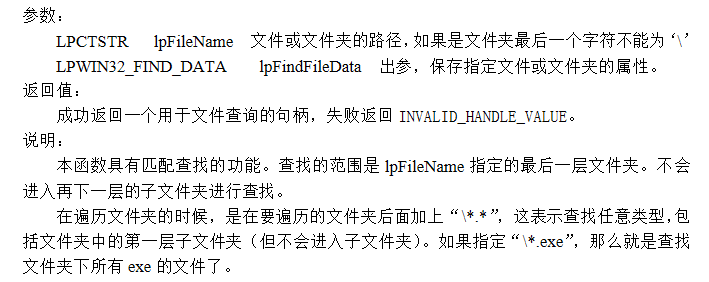 参数：
LPCTSTR lpFileName 文件或文件夹的路径，如果是文件夹最后一个字符不能为‘\’
LPWIN32_FIND_DATA lpFindFileData 出参，保存指定文件或文件夹的属性。
返回值：
成功返回一个用于文件查询的句柄，失败返回 INVALID_HANDLE_VALUE。
说明：
本函数具有匹配查找的功能。查找的范围是 lpFileName 指定的最后一层文件夹。不会
进入再下一层的子文件夹进行查找。
在遍历文件夹的时候，是在要遍历的文件夹后面加上“\*.*”，这表示查找任意类型，包
括文件夹中的第一层子文件夹（但不会进入子文件夹）。如果指定“\*.exe”，那么就是查找
文件夹下所有 exe 的文件了。